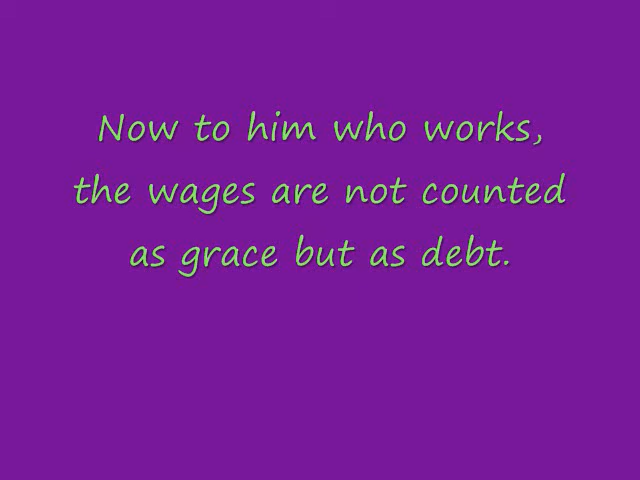 Now to him who works,
the wages are not counted
as grace but as debt.